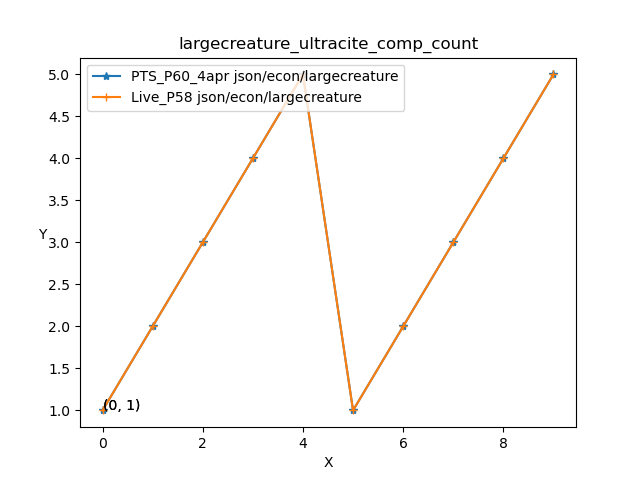 largecreature_ultracite_comp_count
PTS_P60_4apr json/econ/largecreature
Live_P58 json/econ/largecreature
5.0
4.5
4.0
3.5
3.0
Y
2.5
2.0
1.5
1.0
(0, 1)
0 2 4 6 8
X